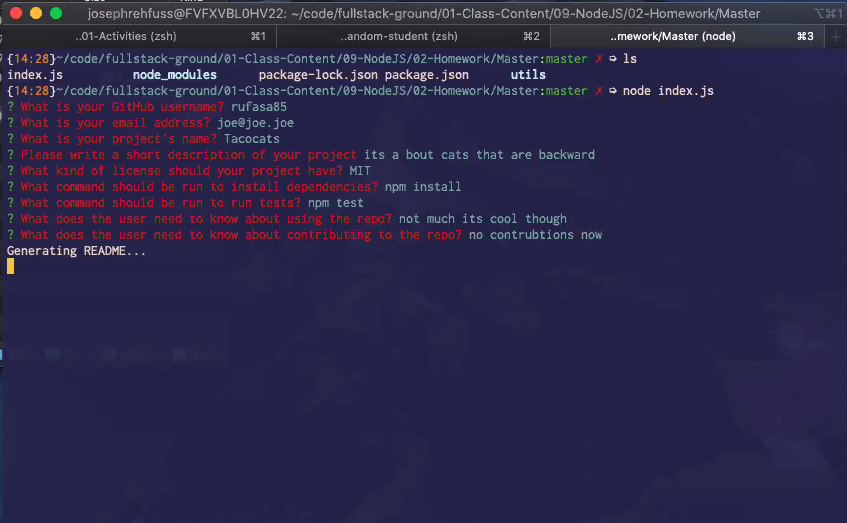 josephrehfuss@FVFXVBL0HV22: ~/code/fullstack-ground/01-Class-Content/09-NodeJS/02-Homework/Master ⌥⌘1
..01-Activities (zsh) ⌘1 ..andom-student (zsh) ⌘2 ..mework/Master (node) ⌘3 +
{14:28}~/code/fullstack-ground/01-Class-Content/09-NodeJS/02-Homework/Master:master ✗ ➭ ls
index.js node_modules package-lock.json package.json utils
{14:28}~/code/fullstack-ground/01-Class-Content/09-NodeJS/02-Homework/Master:master ✗ ➭ node index.js
? What is your GitHub username? rufasa85
? What is your email address? joe@joe.joe
? What is your project's name? Tacocats
? Please write a short description of your project its a bout cats that are backward
? What kind of license should your project have? MIT
? What command should be run to install dependencies? npm install
? What command should be run to run tests? npm test
? What does the user need to know about using the repo? not much its cool though
? What does the user need to know about contributing to the repo? no contrubtions now
Generating README...